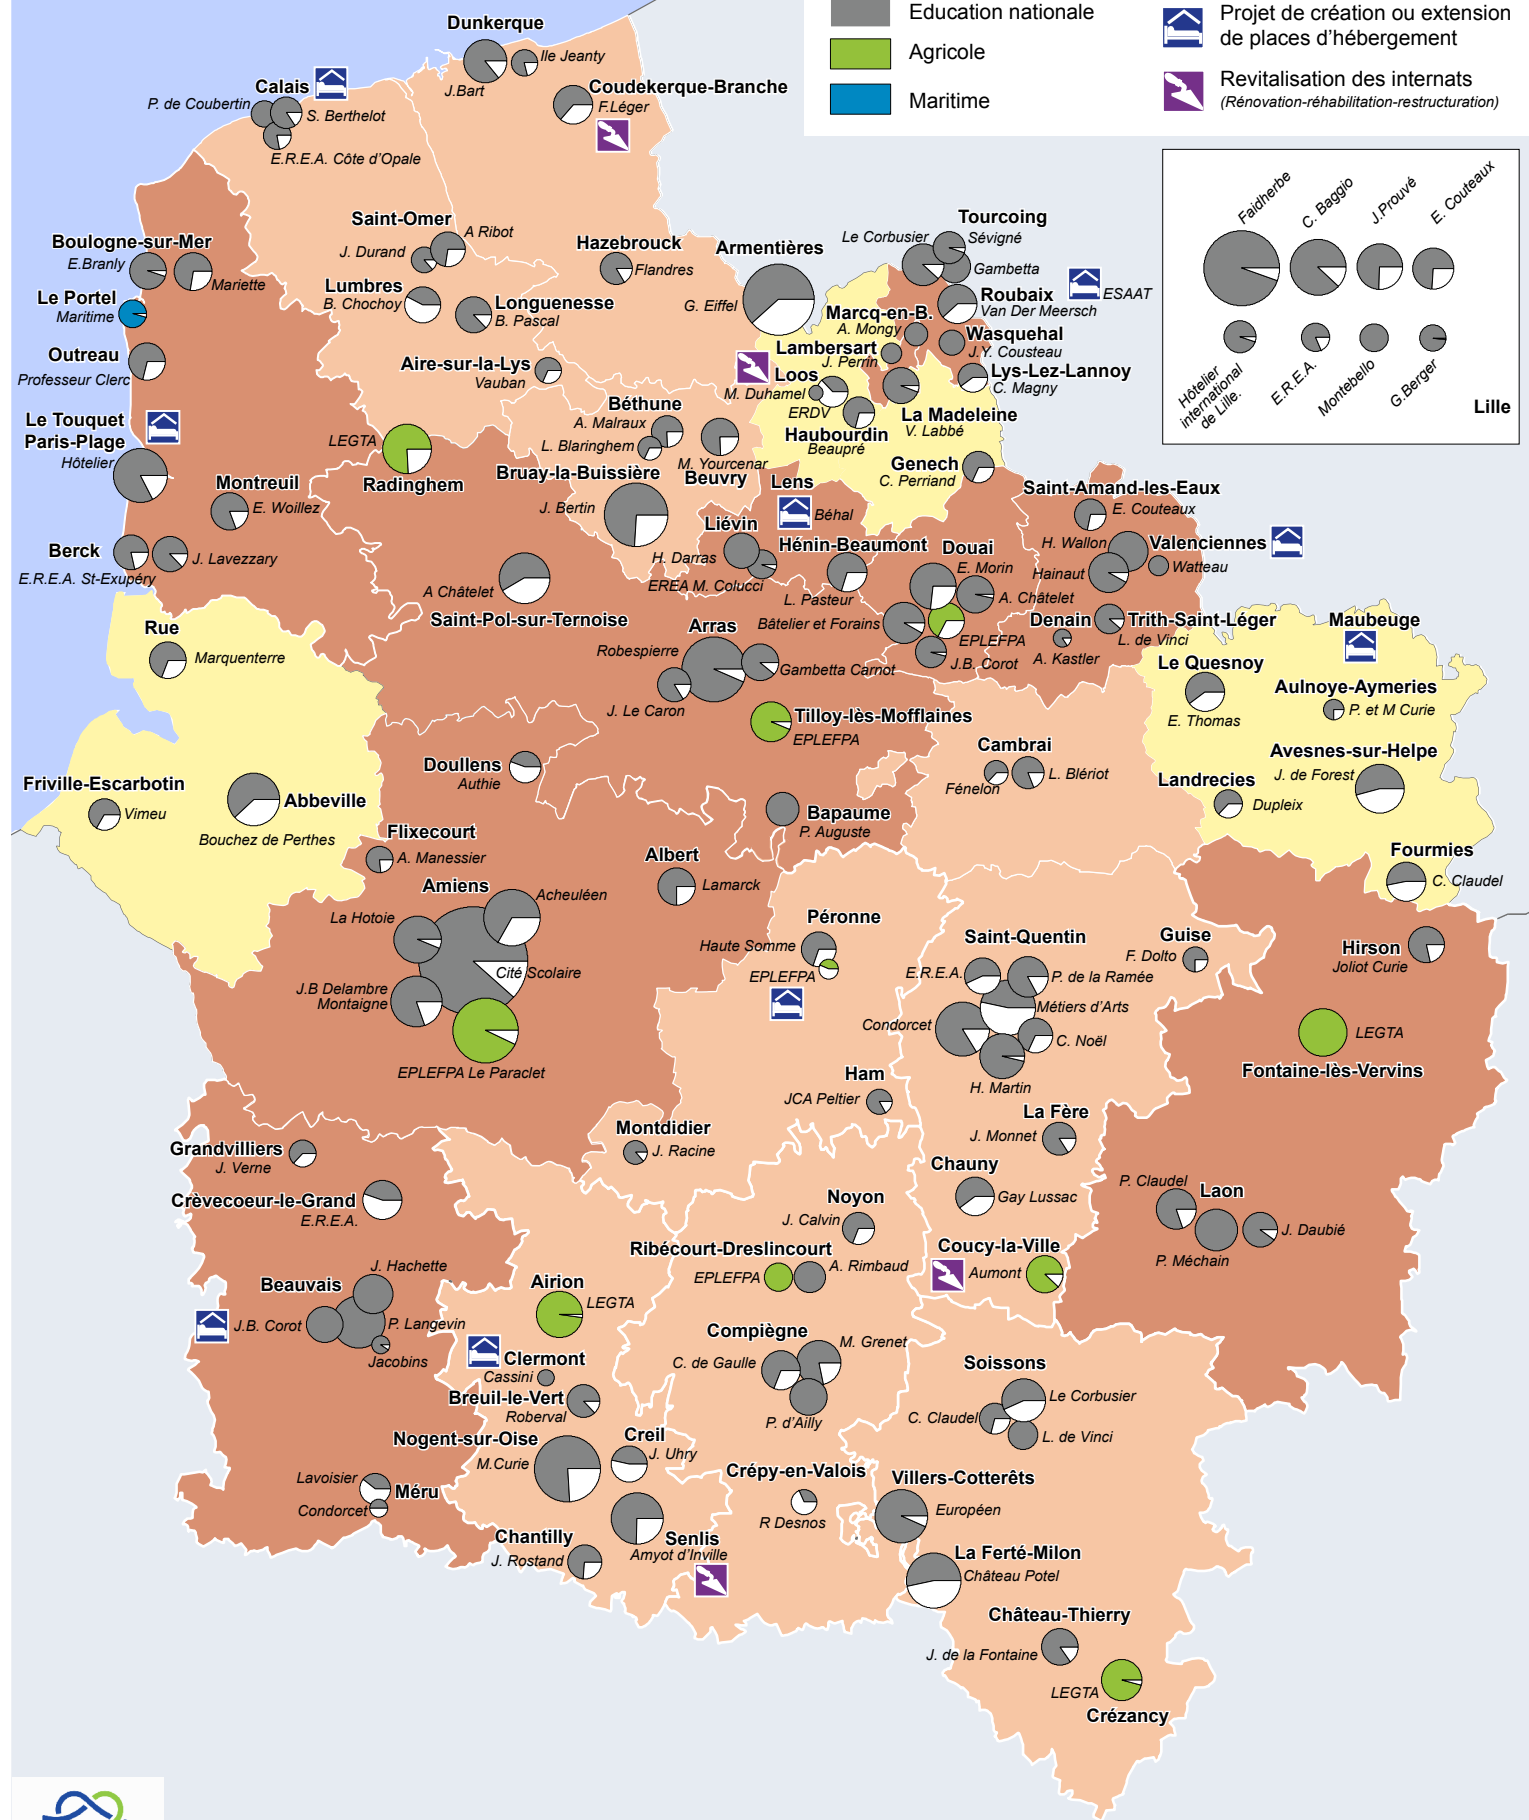 Education nationale
Agricole
Maritime
Projet de création ou extension
de places d'hébergement
Revitalisation des internats
(Rénovation-réhabilitation-restructuration)
Faidherbe
C. Baggio
J.Prouvé
E. Couteaux
Hôtelier
international
de Lille.
E.R.E.A.
Montebello
G.Berger
Lille
Dunkerque
Ile Jeanty
J.Bart
Calais
P. de Coubertin
S. Berthelot
E.R.E.A. Côte d'Opale
Coudekerque-Branche
F.Léger
Saint-Omer
A Ribot
J. Durand
Boulogne-sur-Mer
E.Branly
Mariette
Le Portel
Maritime
Lumbres
B. Chochoy
Longuenesse
B. Pascal
Hazebrouck
Flandres
Armentières
G. Eiffel
Tourcoing
Le Corbusier
Sévigné
Gambetta
ESAAT
Roubaix
Van Der Meersch
Marcq-en-B.
A. Mongy
Wasquehal
J.Y. Cousteau
Lambersart
J. Perrin
Lys-Lez-Lannoy
C. Magny
Loos
M. Duhamel
ERDV
La Madeleine
V. Labbé
Haubourdin
Beaupré
Genech
C. Perriand
Outreau
Professeur Clerc
Aire-sur-la-Lys
Vauban
Le Touquet
Paris-Plage
Hôtelier
LEGTA
Radinghem
Béthune
A. Malraux
L. Blaringhem
M. Yourcenar
Beuvry
Bruay-la-Buissière
J. Bertin
Montreuil
E. Woillez
Lens
Béhal
Liévin
H. Darras
EREA M. Colucci
Hénin-Beaumont
L. Pasteur
Douai
E. Morin
A. Châtelet
Bâtelier et Forains
EPLEFPA
J.B. Corot
Saint-Amand-les-Eaux
E. Couteaux
H. Wallon
Valenciennes
Hainaut
Watteau
Denain
A. Kastler
Trith-Saint-Léger
L. de Vinci
Berck
J. Lavezzary
E.R.E.A. St-Exupéry
A Châtelet
Saint-Pol-sur-Ternoise
Rue
Marquenterre
Arras
Robespierre
Gambetta Carnot
J. Le Caron
Tilloy-lès-Mofflaines
EPLEFPA
Maubeuge
Le Quesnoy
E. Thomas
Aulnoye-Aymeries
P. et M Curie
Avesnes-sur-Helpe
J. de Forest
Landrecies
Dupleix
Fourmies
C. Claudel
Cambrai
Fénelon
L. Blériot
Doullens
Authie
Bapaume
P. Auguste
Friville-Escarbotin
Vimeu
Abbeville
Bouchez de Perthes
Flixecourt
A. Manessier
Albert
Lamarck
Amiens
Acheuléen
La Hotoie
Cité Scolaire
J.B Delambre
Montaigne
EPLEFPA Le Paraclet
Péronne
Haute Somme
EPLEFPA
Saint-Quentin
E.R.E.A.
P. de la Ramée
Métiers d'Arts
Condorcet
C. Noël
H. Martin
Guise
F. Dolto
Hirson
Joliot Curie
LEGTA
Fontaine-lès-Vervins
Ham
JCA Peltier
Montdidier
J. Racine
La Fère
J. Monnet
Chauny
Gay Lussac
Grandvilliers
J. Verne
Crèvecoeur-le-Grand
E.R.E.A.
Noyon
J. Calvin
Ribécourt-Dreslincourt
EPLEFPA
A. Rimbaud
Coucy-la-Ville
Aumont
P. Claudel
Laon
J. Daubié
P. Méchain
Beauvais
J. Hachette
J.B. Corot
P. Langevin
Jacobins
Airion
LEGTA
Clermont
Cassini
Breuil-le-Vert
Roberval
Compiègne
M. Grenet
C. de Gaulle
P. d'Ailly
Soissons
Le Corbusier
C. Claudel
L. de Vinci
Nogent-sur-Oise
M.Curie
Creil
J. Uhry
Lavoisier
Méru
Condorcet
Crépy-en-Valois
R Desnos
Villers-Cotterêts
Européen
Chantilly
J. Rostand
Senlis
Amyot d'Inville
La Ferté-Milon
Château Potel
Château-Thierry
J. de la Fontaine
LEGTA
Crézancy